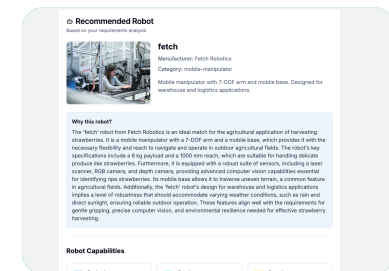 Recommended Robot
Based on your requirements analysis
fetch
Manufacturer: Fetch Robotics
Category: mobile-manipulator
Mobile manipulator with 7-DOF arm and mobile base. Designed for
warehouse and logistics applications.
Why this robot?
The 'fetch' robot from Fetch Robotics is an ideal match for the agricultural application of harvesting
strawberries. It is a mobile manipulator with a 7-DOF arm and a mobile base, which provides it with the
necessary flexibility and reach to navigate and operate in outdoor agricultural fields. The robot's key
specifications include a 6 kg payload and a 1000 mm reach, which are suitable for handling delicate
produce like strawberries. Furthermore, it is equipped with a robust suite of sensors, including a laser
scanner, RGB camera, and depth camera, providing advanced computer vision capabilities essential
for identifying ripe strawberries. Its mobile base allows it to traverse uneven terrain, a common feature
in agricultural fields. Additionally, the 'fetch' robot's design for warehouse and logistics applications
implies a level of robustness that should accommodate varying weather conditions, such as rain and
direct sunlight, ensuring reliable outdoor operation. These features align well with the requirements for
gentle gripping, precise computer vision, and environmental resilience needed for effective strawberry
harvesting.
Robot Capabilities